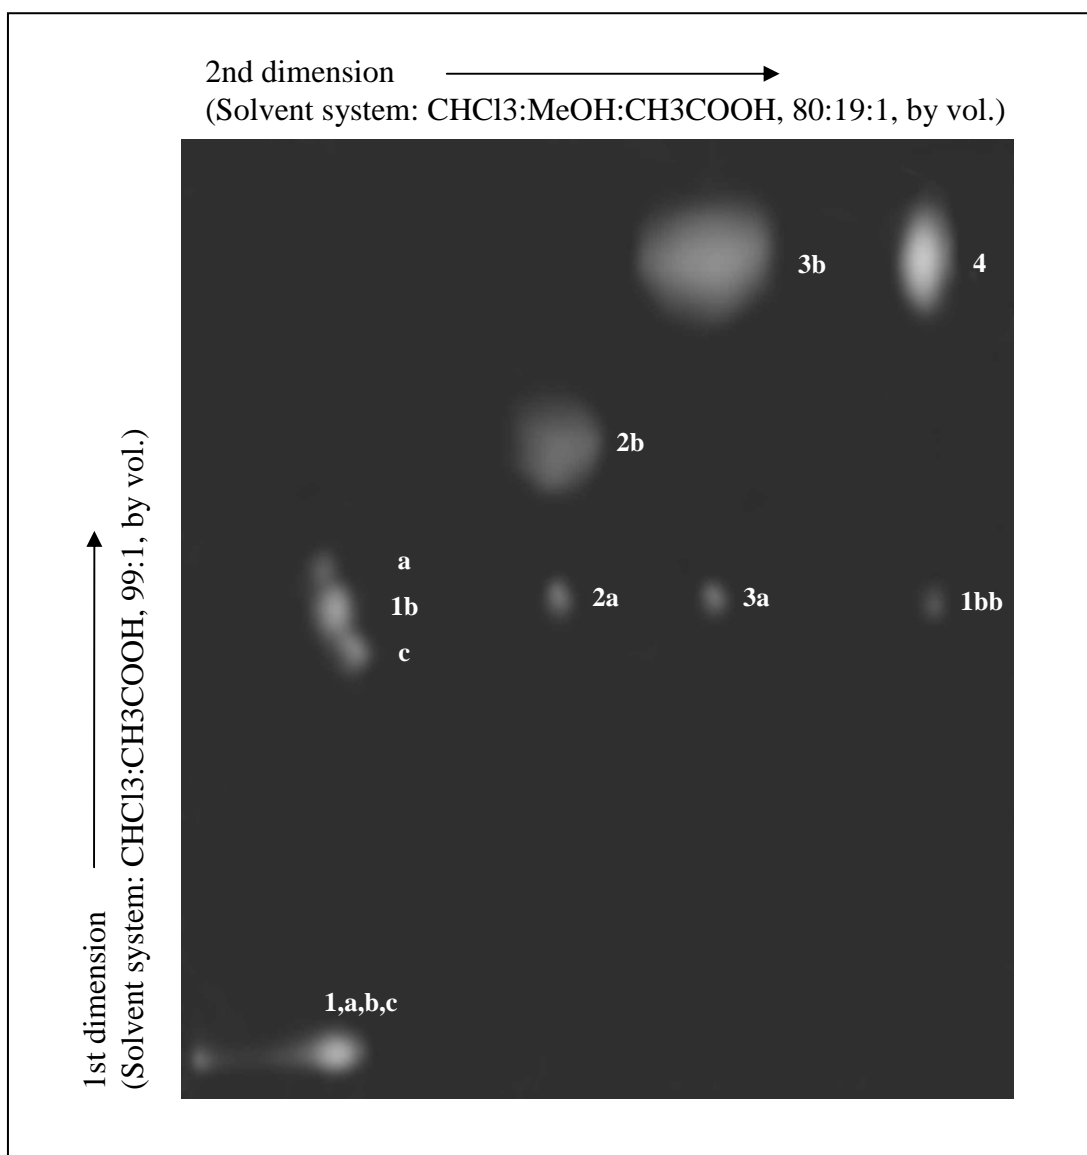 2nd dimension
(Solvent system: CHCl3:MeOH:CH3COOH, 80:19:1, by vol.)
3b
4
2b
a
1b
c
2a
3a
1bb
1,a,b,c
1st dimension
(Solvent system: CHCl3:CH3COOH, 99:1, by vol.)